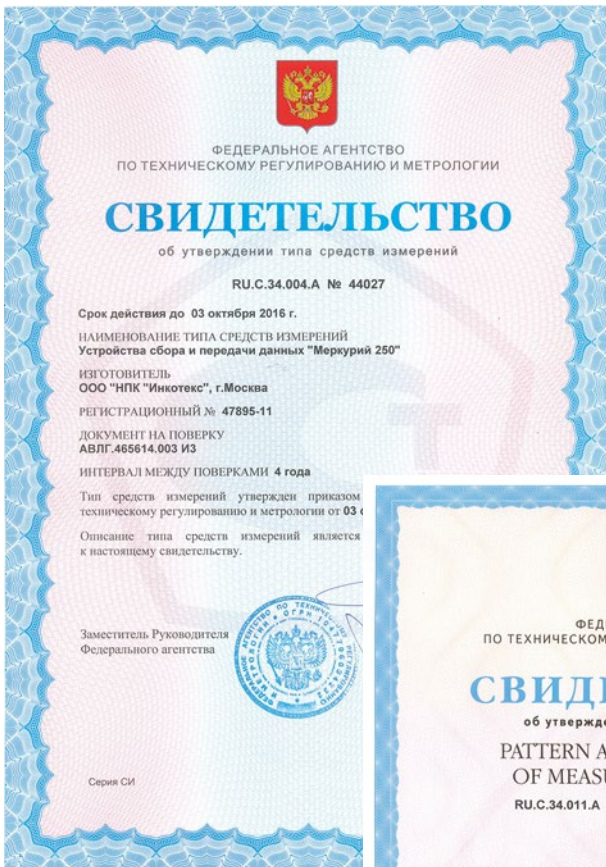 ФЕДЕРАЛЬНОЕ АГЕНТСТВО
ПО ТЕХНИЧЕСКОМУ РЕГУЛИРОВАНИЮ И МЕТРОЛОГИИ
СВИДЕТЕЛЬСТВО
об утверждении типа средств измерений
RU.C.34.004.A № 44027
Срок действия до 03 октября 2016 г.
НАИМЕНОВАНИЕ ТИПА СРЕДСТВ ИЗМЕРЕНИЙ
Устройства сбора и передачи данных "Меркурий 250"
ИЗГОТОВИТЕЛЬ
ООО "НПК "Инкотекс", г.Москва
РЕГИСТРАЦИОННЫЙ № 47895-11
ДОКУМЕНТ НА ПОВЕРКУ
АВЛГ.465614.003 ИЗ
ИНТЕРВАЛ МЕЖДУ ПОВЕРКАМИ 4 года
Тип средств измерений утвержден приказом
техническому регулированию и метрологии от 03
Описание типа средств измерений является
к настоящему свидетельству.
Заместитель Руководителя
Федерального агентства
Серия СИ
ФЕД
ПО ТЕХНИЧЕСКОМ
СВИД
об утвержд
PATTERN A
OF MEASU
RU.C.34.011.A